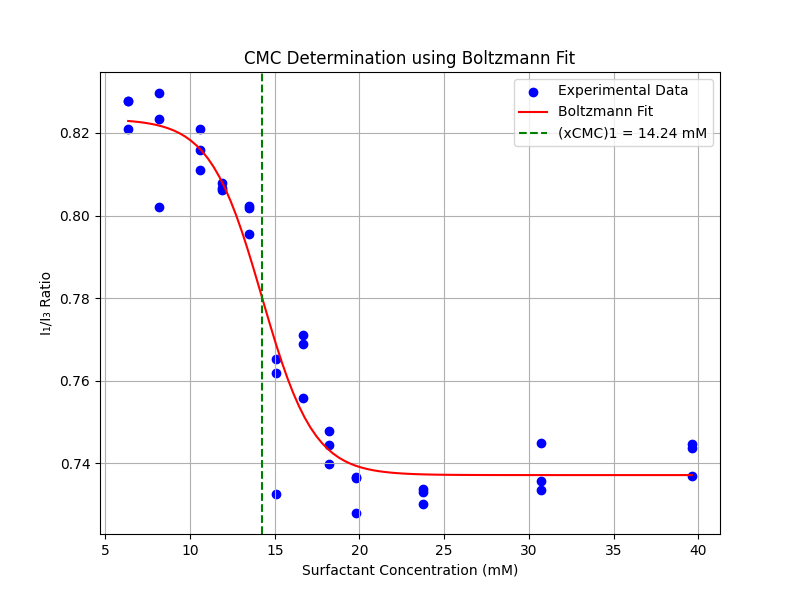 CMC Determination using Boltzmann Fit
Experimental Data
Boltzmann Fit
(xCMC)1 = 14.24 mM
I₁/I₃ Ratio
0.82
0.80
0.78
0.76
0.74
5 10 15 20 25 30 35 40
Surfactant Concentration (mM)